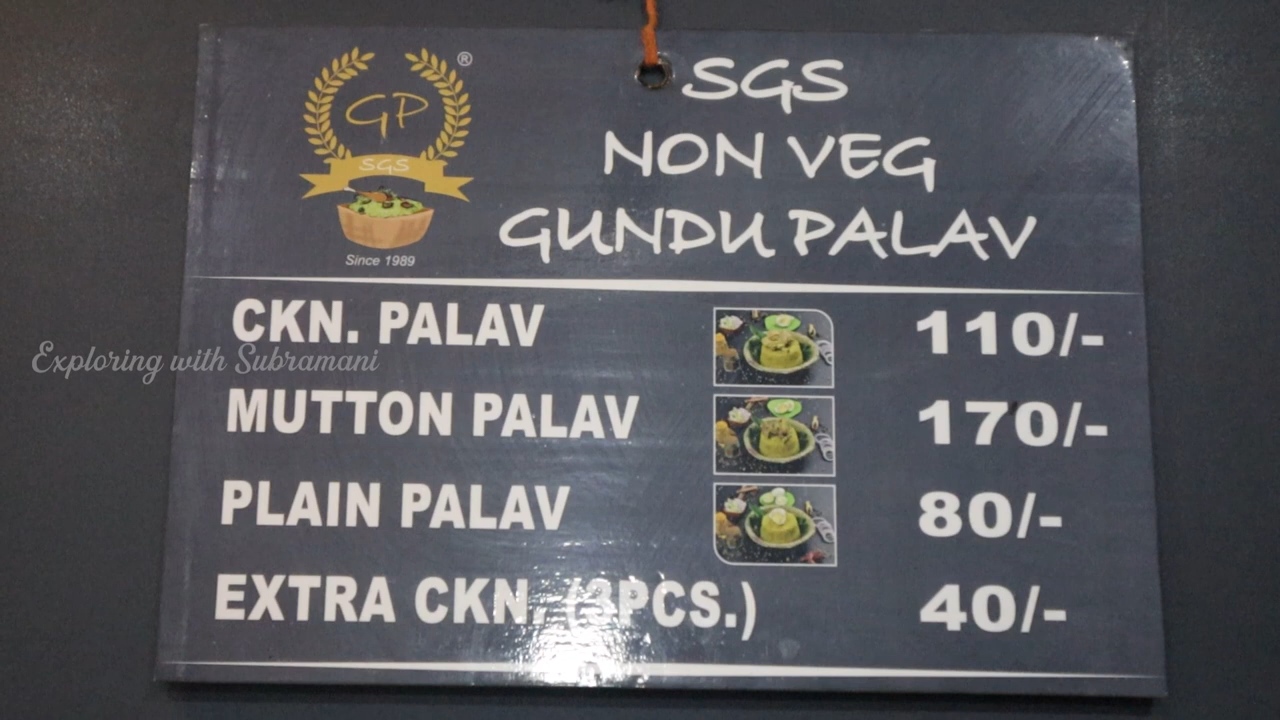 GP
®
SGS
Since 1989
SGS
NON VEG
GUNDU PALAV
CKN. PALAV 110/-
MUTTON PALAV 170/-
PLAIN PALAV 80/-
EXTRA CKN. (3PCS.) 40/-
Exploring with Subramani